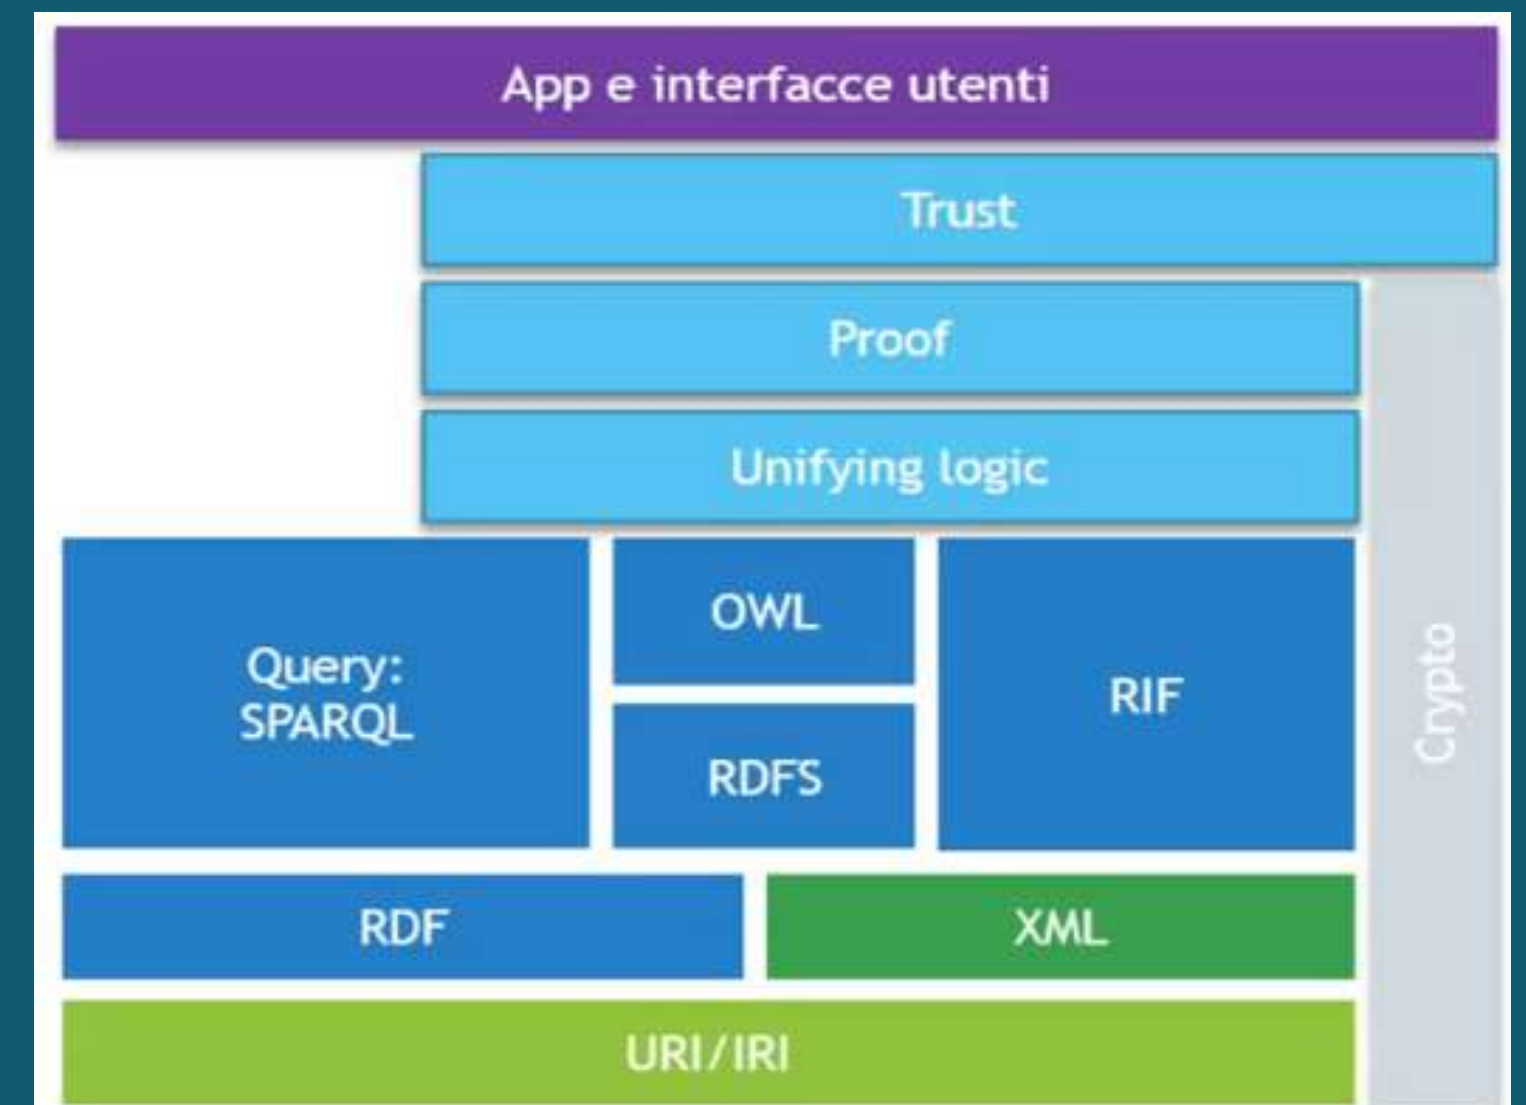 App e interfacce utenti
Trust
Proof
Unifying logic
Query:
SPARQL
OWL
RDFS
RIF
Crypto
RDF
XML
URI/IRI